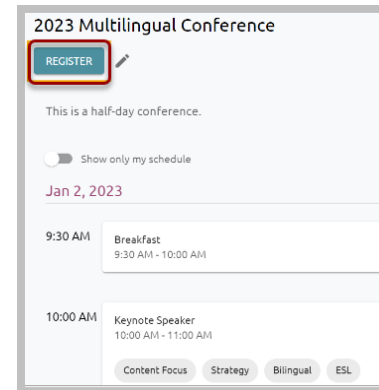 2023 Multilingual Conference
REGISTER
This is a half-day conference.
Show only my schedule
Jan 2, 2023
9:30 AM
Breakfast
9:30 AM - 10:00 AM
10:00 AM
Keynote Speaker
10:00 AM - 11:00 AM
Content Focus Strategy Bilingual ESL